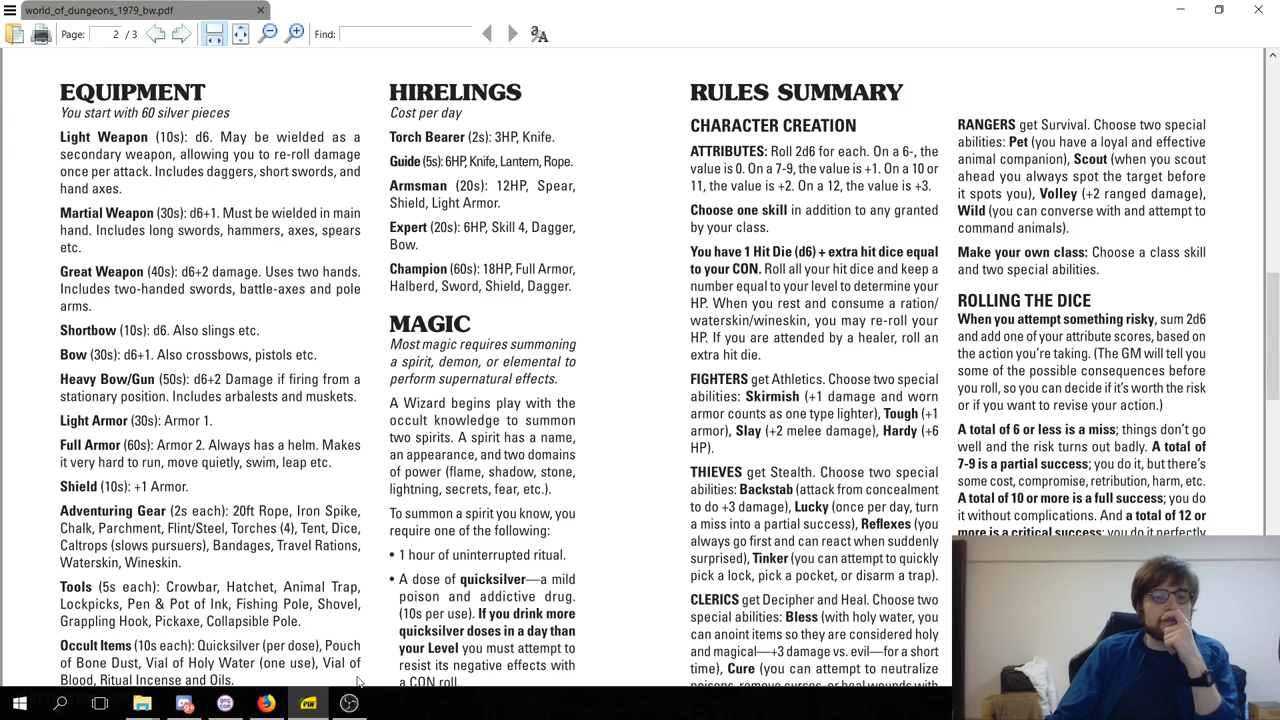 world_of_dungeons_1979_bw.pdf
Page: 2 / 3
Find:
EQUIPMENT
You start with 60 silver pieces
Light Weapon (10s): d6. May be wielded as a
secondary weapon, allowing you to re-roll damage
once per attack. Includes daggers, short swords, and
hand axes.
Martial Weapon (30s): d6+1. Must be wielded in main
hand. Includes long swords, hammers, axes, spears
etc.
Great Weapon (40s): d6+2 damage. Uses two hands.
Includes two-handed swords, battle-axes and pole
arms.
Shortbow (10s): d6. Also slings etc.
Bow (30s): d6+1. Also crossbows, pistols etc.
Heavy Bow/Gun (50s): d6+2 Damage if firing from a
stationary position. Includes arbalests and muskets.
Light Armor (30s): Armor 1.
Full Armor (60s): Armor 2. Always has a helm. Makes
it very hard to run, move quietly, swim, leap etc.
Shield (10s): +1 Armor.
Adventuring Gear (2s each): 20ft Rope, Iron Spike,
Chalk, Parchment, Flint/Steel, Torches (4), Tent, Dice,
Caltrops (slows pursuers), Bandages, Travel Rations,
Waterskin, Wineskin.
Tools (5s each): Crowbar, Hatchet, Animal Trap,
Lockpicks, Pen & Pot of Ink, Fishing Pole, Shovel,
Grappling Hook, Pickaxe, Collapsible Pole.
Occult Items (10s each): Quicksilver (per dose), Pouch
of Bone Dust, Vial of Holy Water (one use), Vial of
Blood, Ritual Incense and Oils.
HIRELINGS
Cost per day
Torch Bearer (2s): 3HP, Knife.
Guide (5s): 6HP, Knife, Lantern, Rope.
Armsman (20s): 12HP, Spear,
Shield, Light Armor.
Expert (20s): 6HP, Skill 4, Dagger,
Bow.
Champion (60s): 18HP, Full Armor,
Halberd, Sword, Shield, Dagger.
MAGIC
Most magic requires summoning
a spirit, demon, or elemental to
perform supernatural effects.
A Wizard begins play with the
occult knowledge to summon
two spirits. A spirit has a name,
an appearance, and two domains
of power (flame, shadow, stone,
lightning, secrets, fear, etc.).
To summon a spirit you know, you
require one of the following:
• 1 hour of uninterrupted ritual.
• A dose of quicksilver—a mild
poison and addictive drug.
(10s per use). If you drink more
quicksilver doses in a day than
your Level you must attempt to
resist its negative effects with
a CON roll.
RULES SUMMARY
CHARACTER CREATION
ATTRIBUTES: Roll 2d6 for each. On a 6-, the
value is 0. On a 7-9, the value is +1. On a 10 or
11, the value is +2. On a 12, the value is +3.
Choose one skill in addition to any granted
by your class.
You have 1 Hit Die (d6) + extra hit dice equal
to your CON. Roll all your hit dice and keep a
number equal to your level to determine your
HP. When you rest and consume a ration/
waterskin/wineskin, you may re-roll your
HP. If you are attended by a healer, roll an
extra hit die.
FIGHTERS get Athletics. Choose two special
abilities: Skirmish (+1 damage and worn
armor counts as one type lighter), Tough (+1
armor), Slay (+2 melee damage), Hardy (+6
HP).
THIEVES get Stealth. Choose two special
abilities: Backstab (attack from concealment
to do +3 damage), Lucky (once per day, turn
a miss into a partial success), Reflexes (you
always go first and can react when suddenly
surprised), Tinker (you can attempt to quickly
pick a lock, pick a pocket, or disarm a trap).
CLERICS get Decipher and Heal. Choose two
special abilities: Bless (with holy water, you
can anoint items so they are considered holy
and magical—+3 damage vs. evil—for a short
time), Cure (you can attempt to neutralize
poisons, remove curses, or heal wounds with
RANGERS get Survival. Choose two special
abilities: Pet (you have a loyal and effective
animal companion), Scout (when you scout
ahead you always spot the target before
it spots you), Volley (+2 ranged damage),
Wild (you can converse with and attempt to
command animals).
Make your own class: Choose a class skill
and two special abilities.
ROLLING THE DICE
When you attempt something risky, sum 2d6
and add one of your attribute scores, based on
the action you're taking. (The GM will tell you
some of the possible consequences before
you roll, so you can decide if it's worth the risk
or if you want to revise your action.)
A total of 6 or less is a miss; things don't go
well and the risk turns out badly. A total of
7-9 is a partial success; you do it, but there's
some cost, compromise, retribution, harm, etc.
A total of 10 or more is a full success; you do
it without complications. And a total of 12 or
more is a critical success; you do it perfectly
PDF